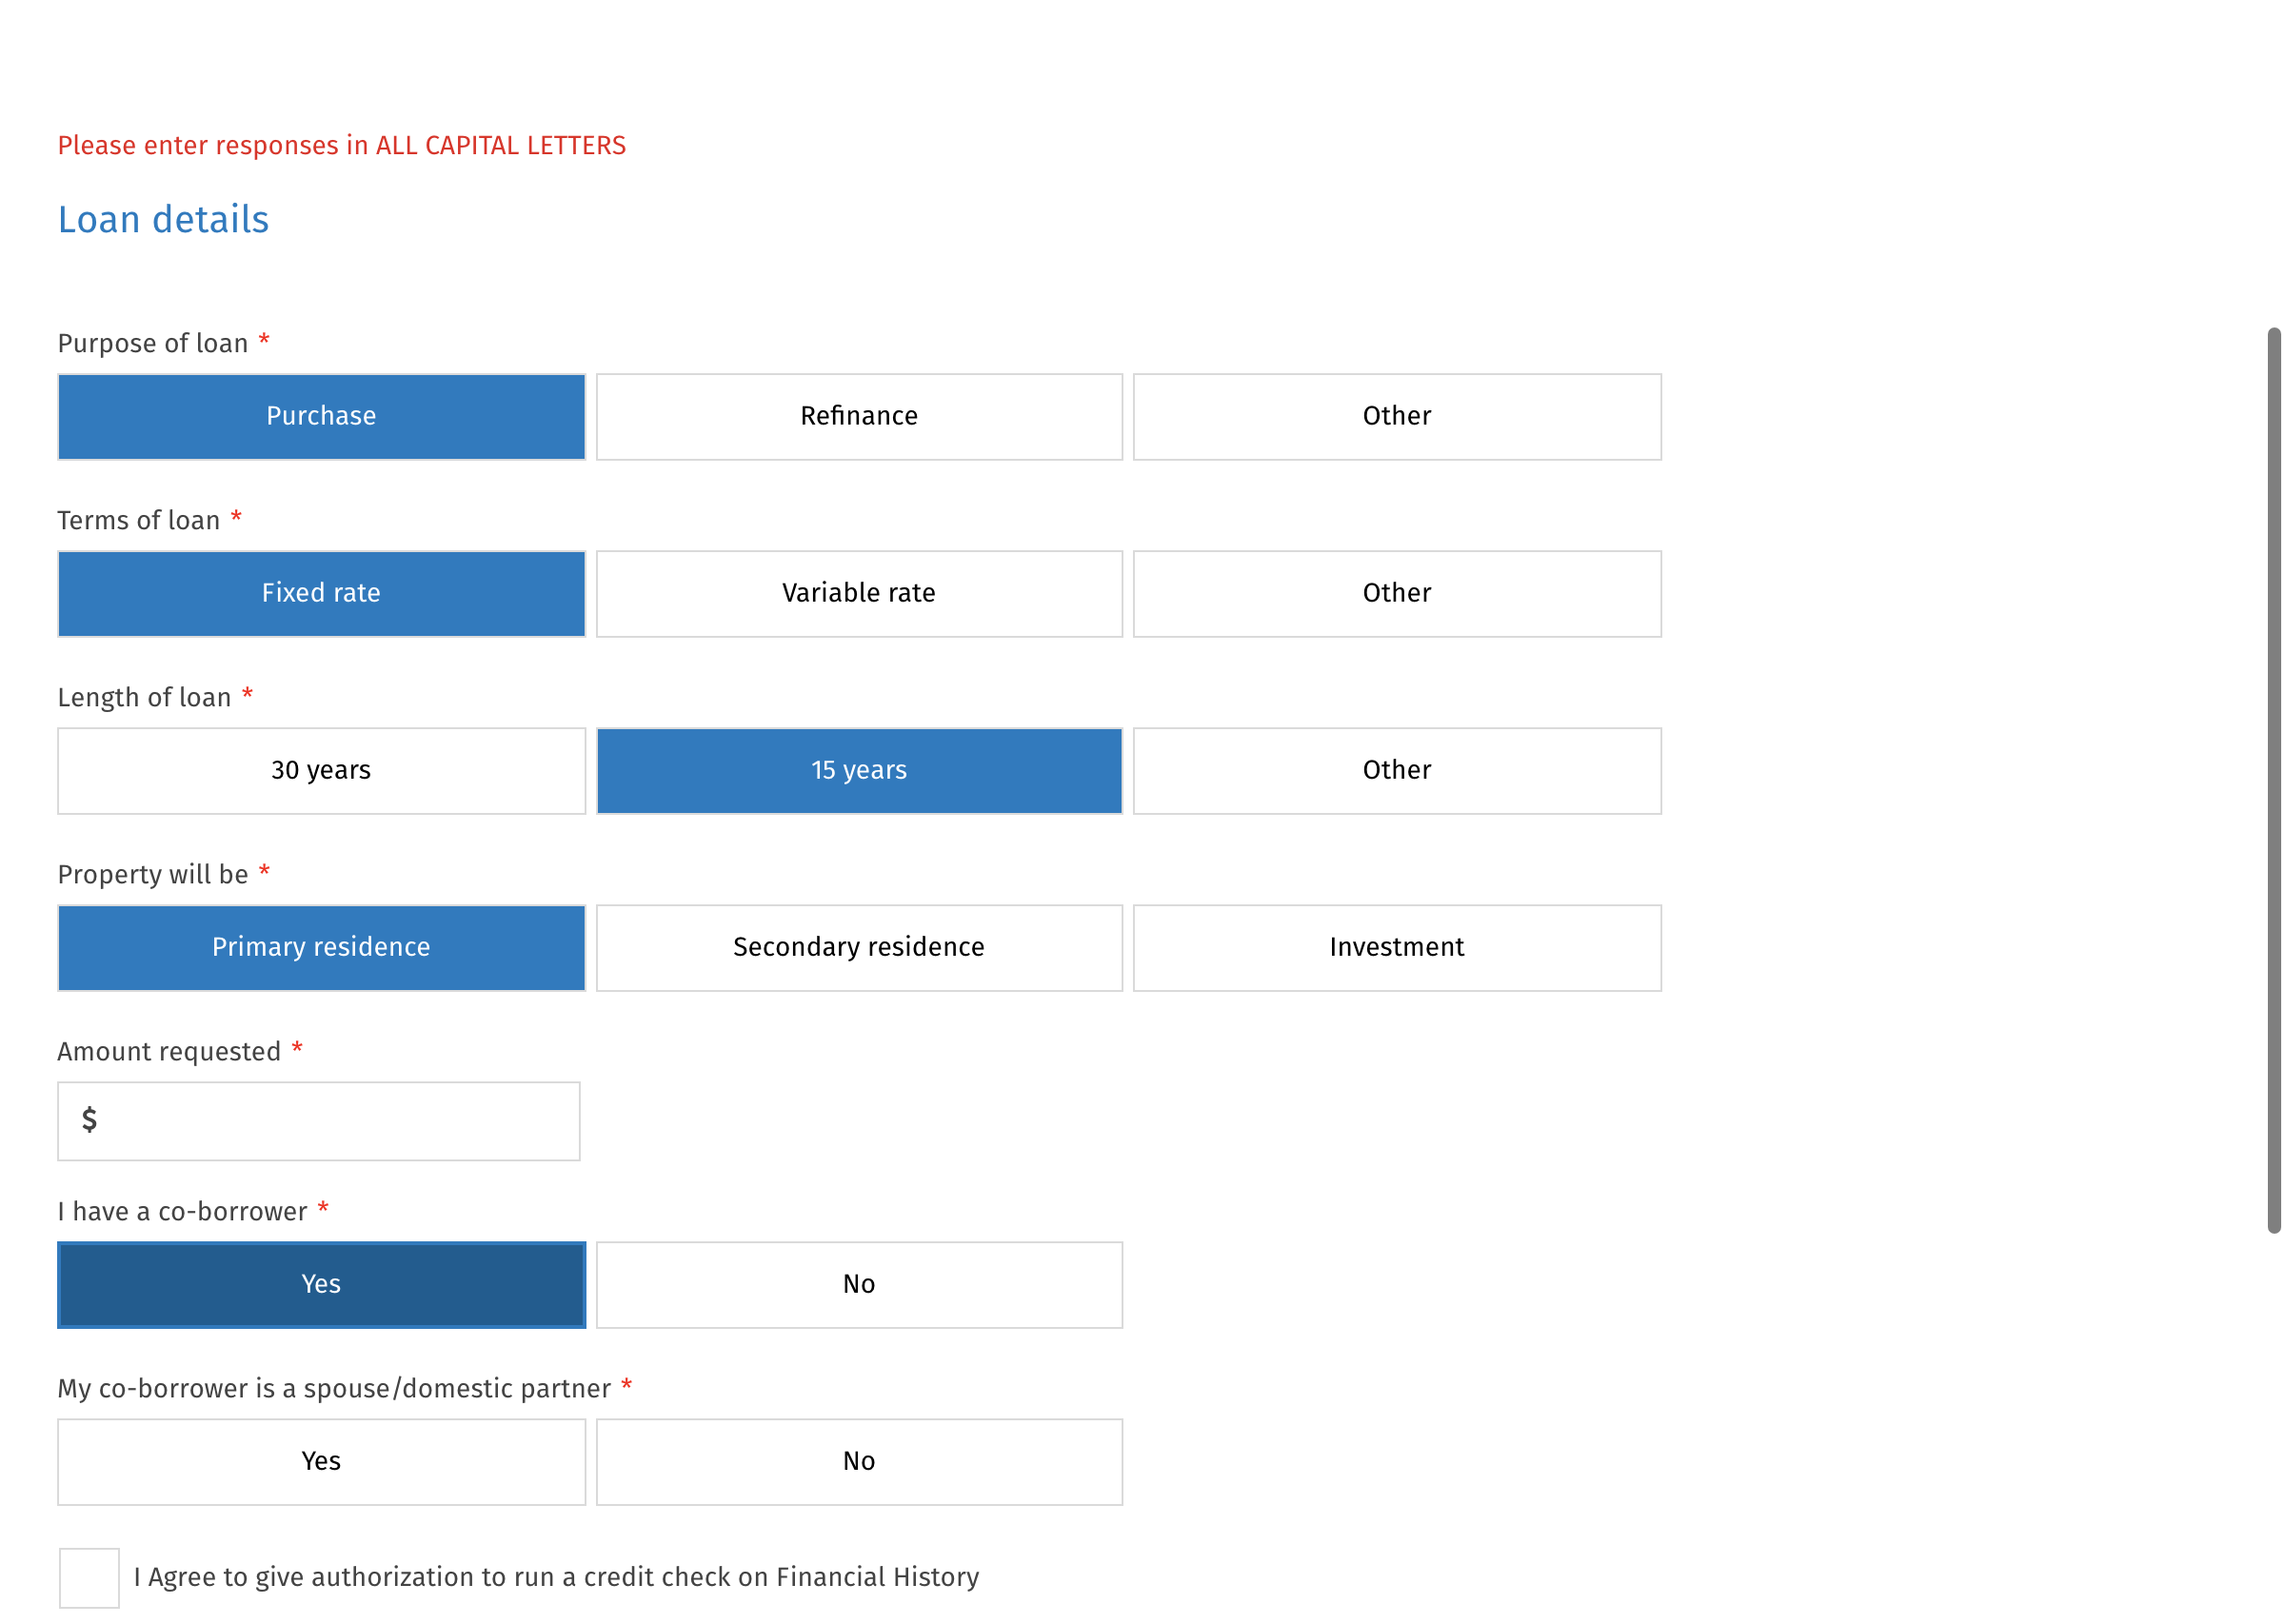 Please enter responses in ALL CAPITAL LETTERS
Loan details
Purpose of loan *
Purchase Refinance Other
Terms of loan *
Fixed rate Variable rate Other
Length of loan *
30 years 15 years Other
Property will be *
Primary residence Secondary residence Investment
Amount requested *
$
I have a co-borrower *
Yes No
My co-borrower is a spouse/domestic partner *
Yes No
I Agree to give authorization to run a credit check on Financial History